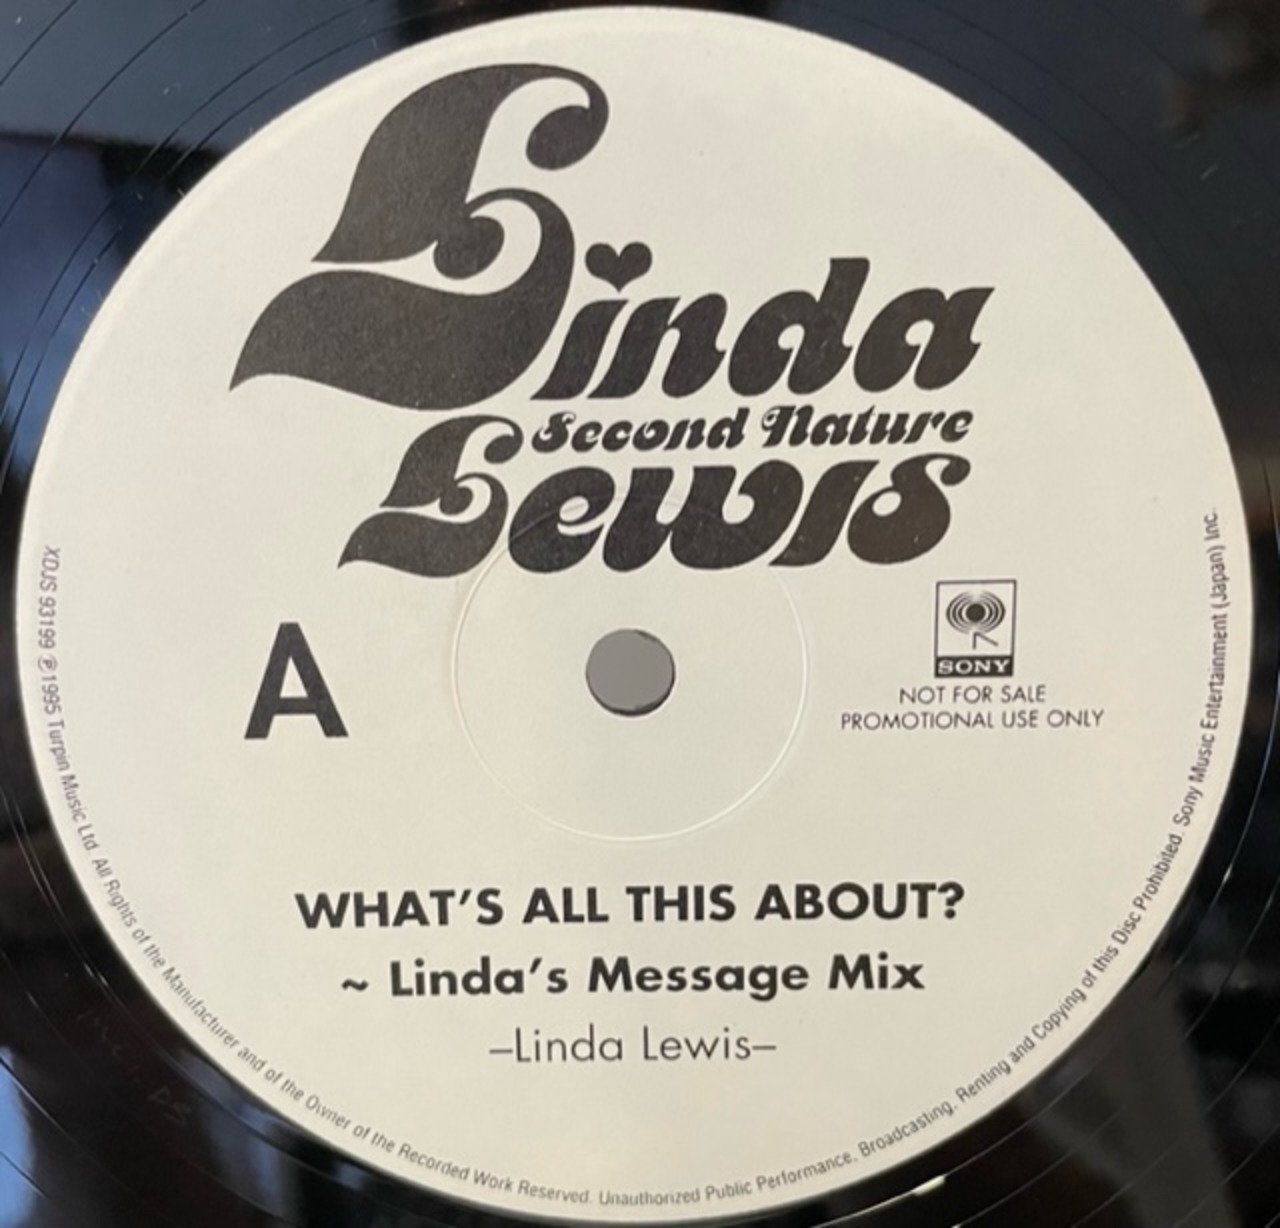 Linda
Second Nature
Lewis
A
SONY
NOT FOR SALE
PROMOTIONAL USE ONLY
WHAT'S ALL THIS ABOUT?
~ Linda's Message Mix
–Linda Lewis–
XDJS 93199 ℗1995 Turpin Music Ltd. All Rights of the Manufacturer and of the Owner of the Recorded Work Reserved. Unauthorized Public Performance, Broadcasting, Renting and Copying of this Disc Prohibited. Sony Music Entertainment (Japan) Inc.